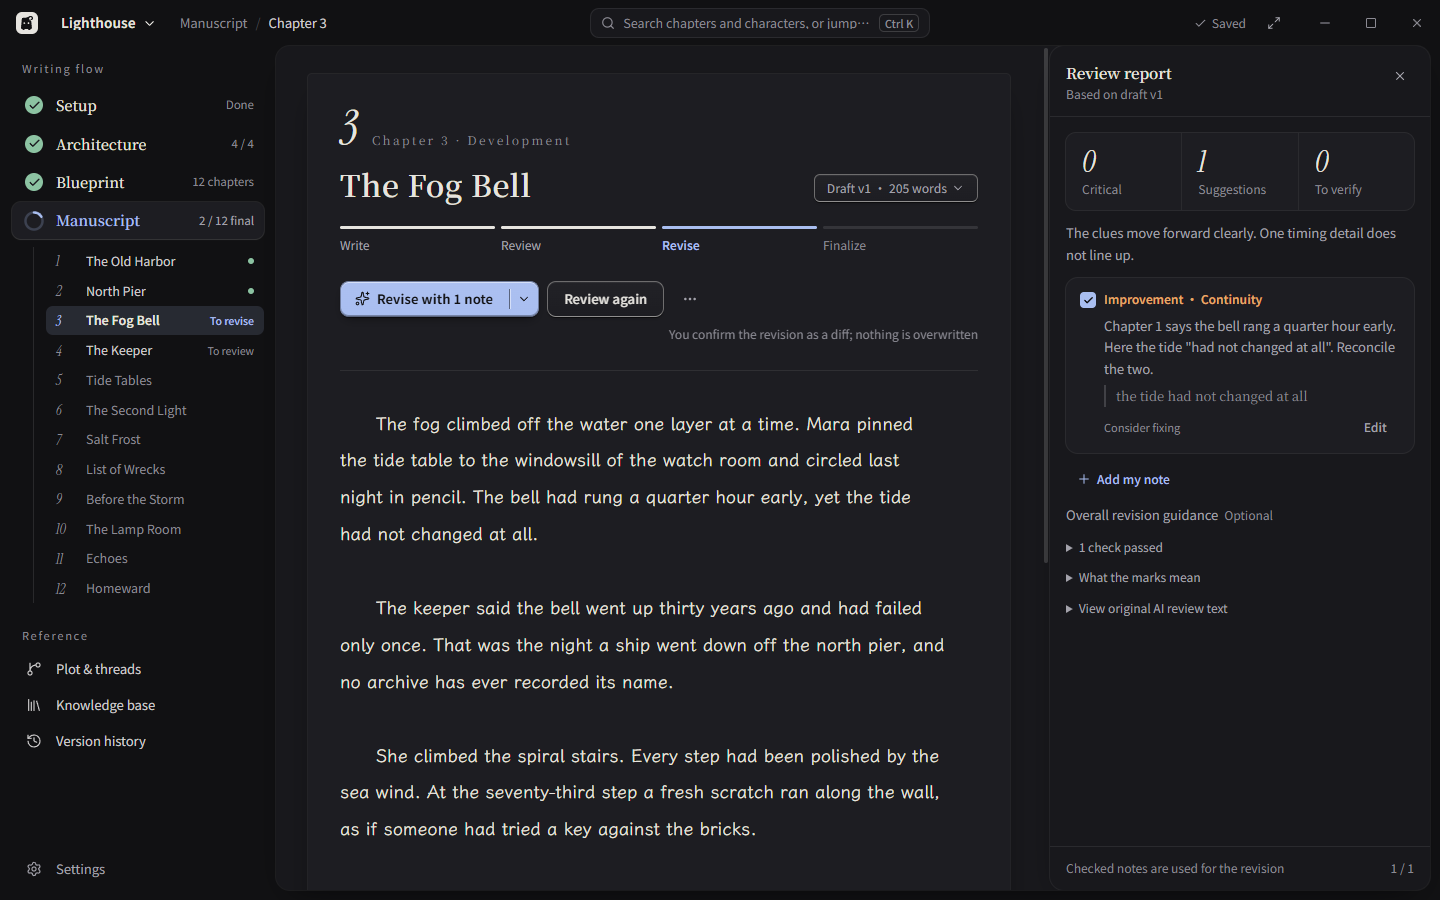 Lighthouse
Manuscript / Chapter 3
Search chapters and characters, or jump··· Ctrl K
Saved
Writing flow
Setup Done
Architecture 4 / 4
Blueprint 12 chapters
Manuscript 2 / 12 final
1 The Old Harbor
2 North Pier
3 The Fog Bell To revise
4 The Keeper To review
5 Tide Tables
6 The Second Light
7 Salt Frost
8 List of Wrecks
9 Before the Storm
10 The Lamp Room
11 Echoes
12 Homeward
Reference
Plot & threads
Knowledge base
Version history
Settings
3 Chapter 3 · Development
The Fog Bell
Draft v1 • 205 words
Write Review Revise Finalize
Revise with 1 note
Review again
You confirm the revision as a diff; nothing is overwritten
The fog climbed off the water one layer at a time. Mara pinned
the tide table to the windowsill of the watch room and circled last
night in pencil. The bell had rung a quarter hour early, yet the tide
had not changed at all.
The keeper said the bell went up thirty years ago and had failed
only once. That was the night a ship went down off the north pier, and
no archive has ever recorded its name.
She climbed the spiral stairs. Every step had been polished by the
sea wind. At the seventy-third step a fresh scratch ran along the wall,
as if someone had tried a key against the bricks.
Review report
Based on draft v1
0 1 0
Critical Suggestions To verify
The clues move forward clearly. One timing detail does
not line up.
Improvement • Continuity
Chapter 1 says the bell rang a quarter hour early.
Here the tide "had not changed at all". Reconcile
the two.
the tide had not changed at all
Consider fixing Edit
+ Add my note
Overall revision guidance Optional
1 check passed
What the marks mean
View original AI review text
Checked notes are used for the revision 1 / 1